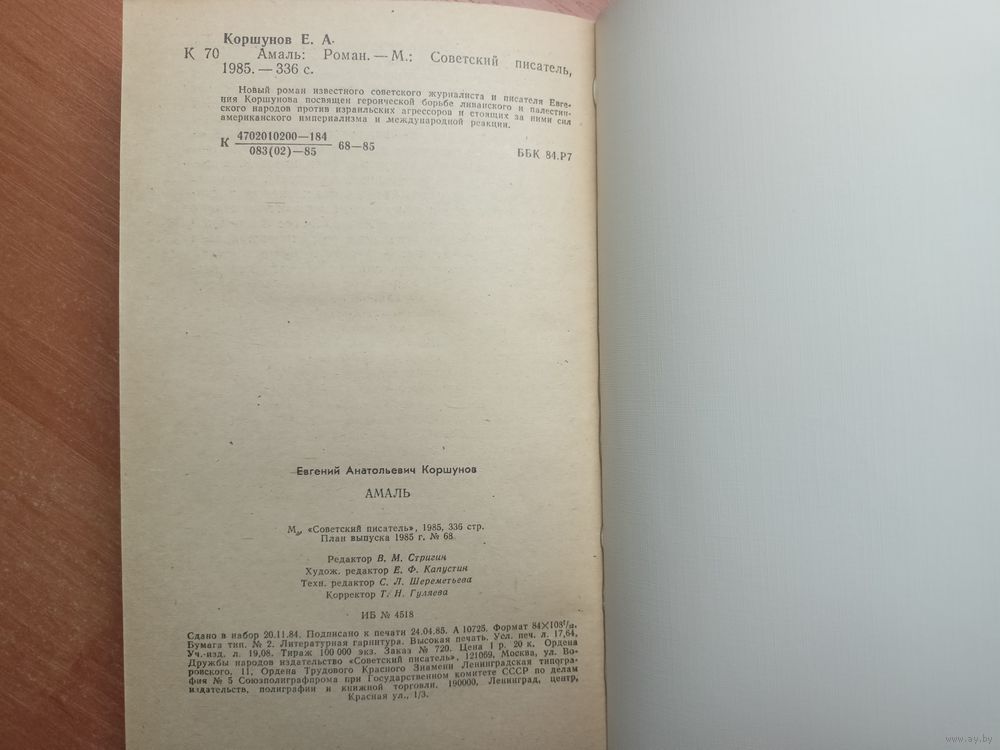 Коршунов Е. А.
К 70 Амаль: Роман. — М.: Советский писатель,
1985. — 336 с.
Новый роман известного советского журналиста и писателя Евге-
ния Коршунова посвящен героической борьбе ливанского и палестин-
ского народов против израильских агрессоров и стоящих за ними сил
американского империализма и международной реакции.
К 4702010200—184
083(02)—85 68—85
ББК 84.Р7
Евгений Анатольевич Коршунов
АМАЛЬ
М., «Советский писатель», 1985, 336 стр.
План выпуска 1985 г. № 68
Редактор В. М. Стригин
Худож. редактор Е. Ф. Капустин
Техн. редактор С. Л. Шереметьева
Корректор Т. Н. Гуляева
ИБ № 4518
Сдано в набор 20.11.84. Подписано к печати 24.04.85. А 10725. Формат 84×108¹/₃₂.
Бумага тип. № 2. Литературная гарнитура. Высокая печать. Усл. печ. л. 17,64.
Уч.-изд. л. 19,08. Тираж 100 000 экз. Заказ № 720. Цена 1 р. 20 к. Ордена
Дружбы народов издательство «Советский писатель», 121069, Москва, ул. Во-
ровского, 11. Ордена Трудового Красного Знамени Ленинградская типогра-
фия № 5 Союзполиграфпрома при Государственном комитете СССР по делам
издательств, полиграфии и книжной торговли. 190000, Ленинград, центр,
Красная ул., 1/3.
www.ay.by